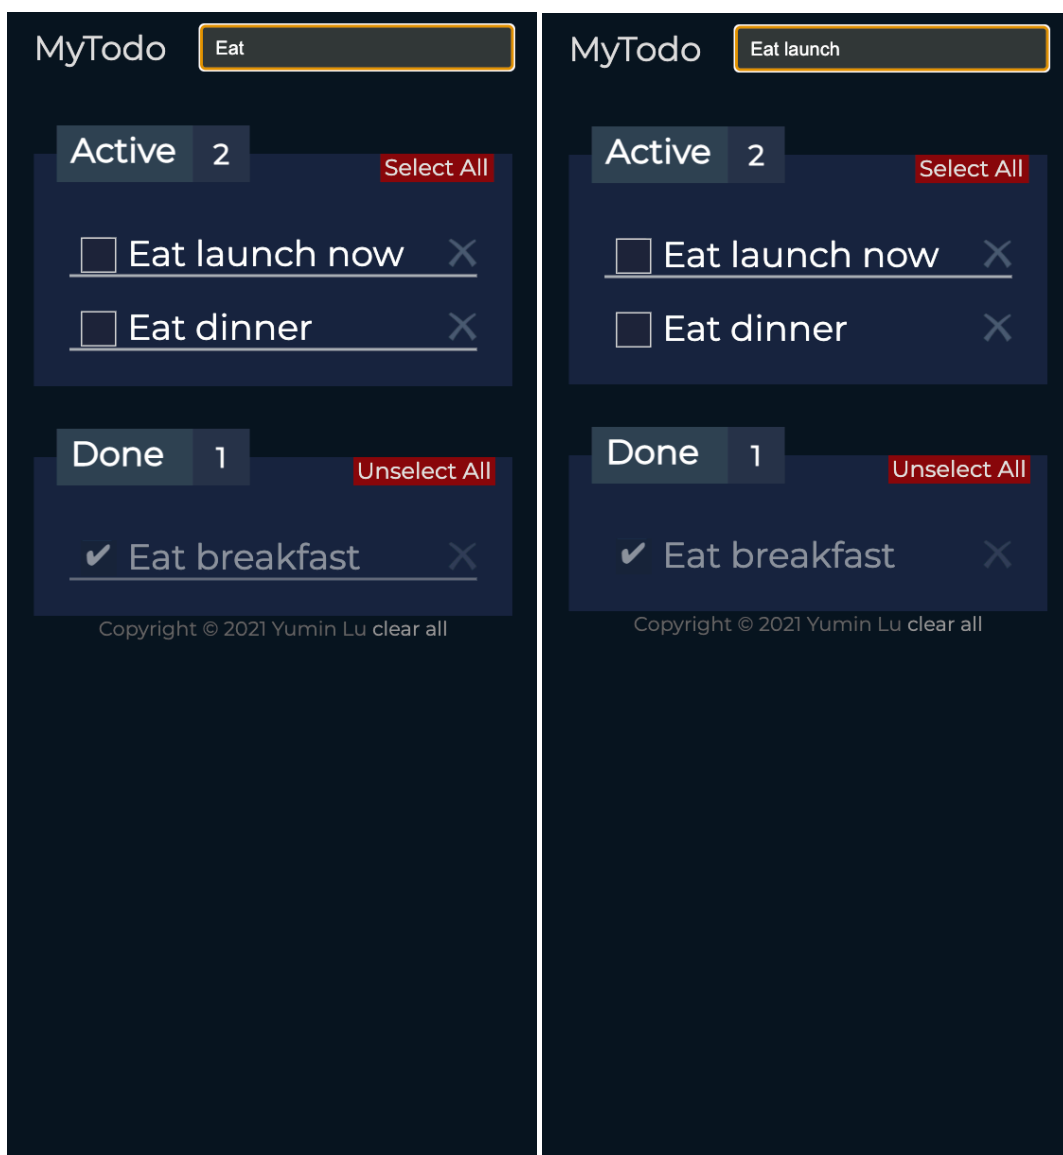 MyTodo Eat
Active 2
Select All
Eat launch now
Eat dinner
Done 1
Unselect All
✔ Eat breakfast
Copyright © 2021 Yumin Lu clear all
MyTodo Eat launch
Active 2
Select All
Eat launch now
Eat dinner
Done 1
Unselect All
✔ Eat breakfast
Copyright © 2021 Yumin Lu clear all